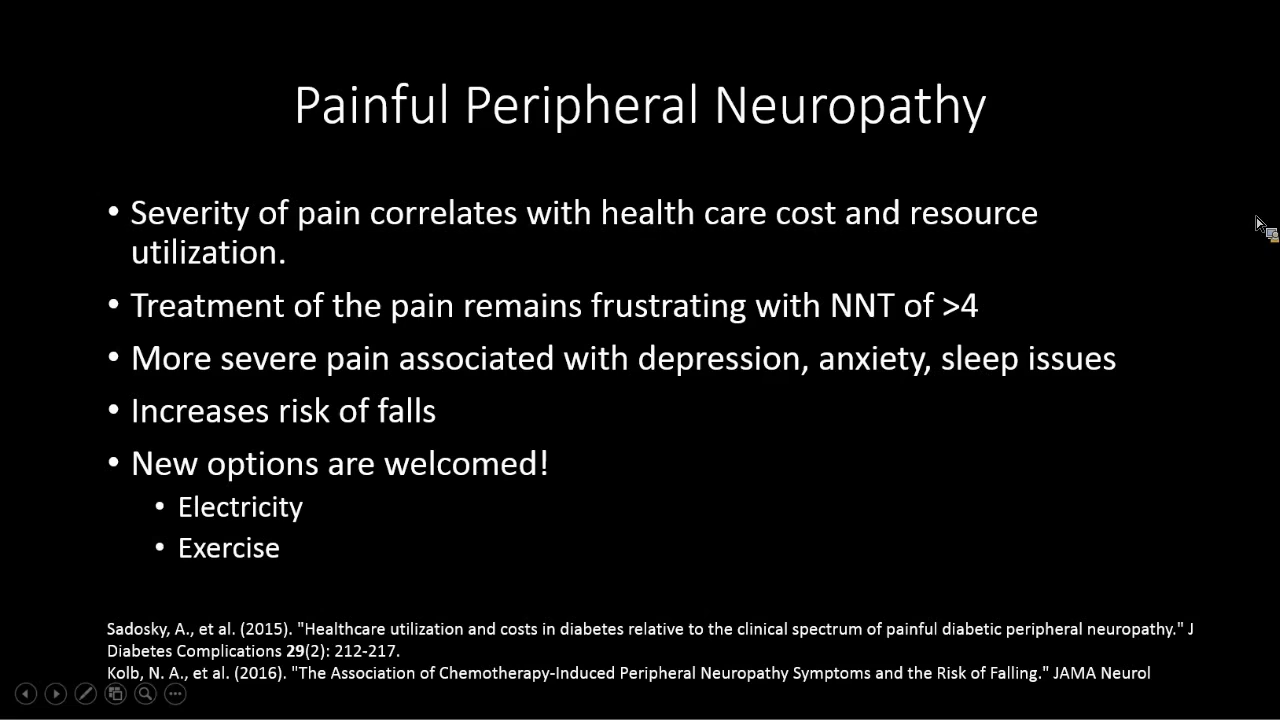 Painful Peripheral Neuropathy
• Severity of pain correlates with health care cost and resource
utilization.
• Treatment of the pain remains frustrating with NNT of >4
• More severe pain associated with depression, anxiety, sleep issues
• Increases risk of falls
• New options are welcomed!
• Electricity
• Exercise
Sadosky, A., et al. (2015). "Healthcare utilization and costs in diabetes relative to the clinical spectrum of painful diabetic peripheral neuropathy." J
Diabetes Complications 29(2): 212-217.
Kolb, N. A., et al. (2016). "The Association of Chemotherapy-Induced Peripheral Neuropathy Symptoms and the Risk of Falling." JAMA Neurol